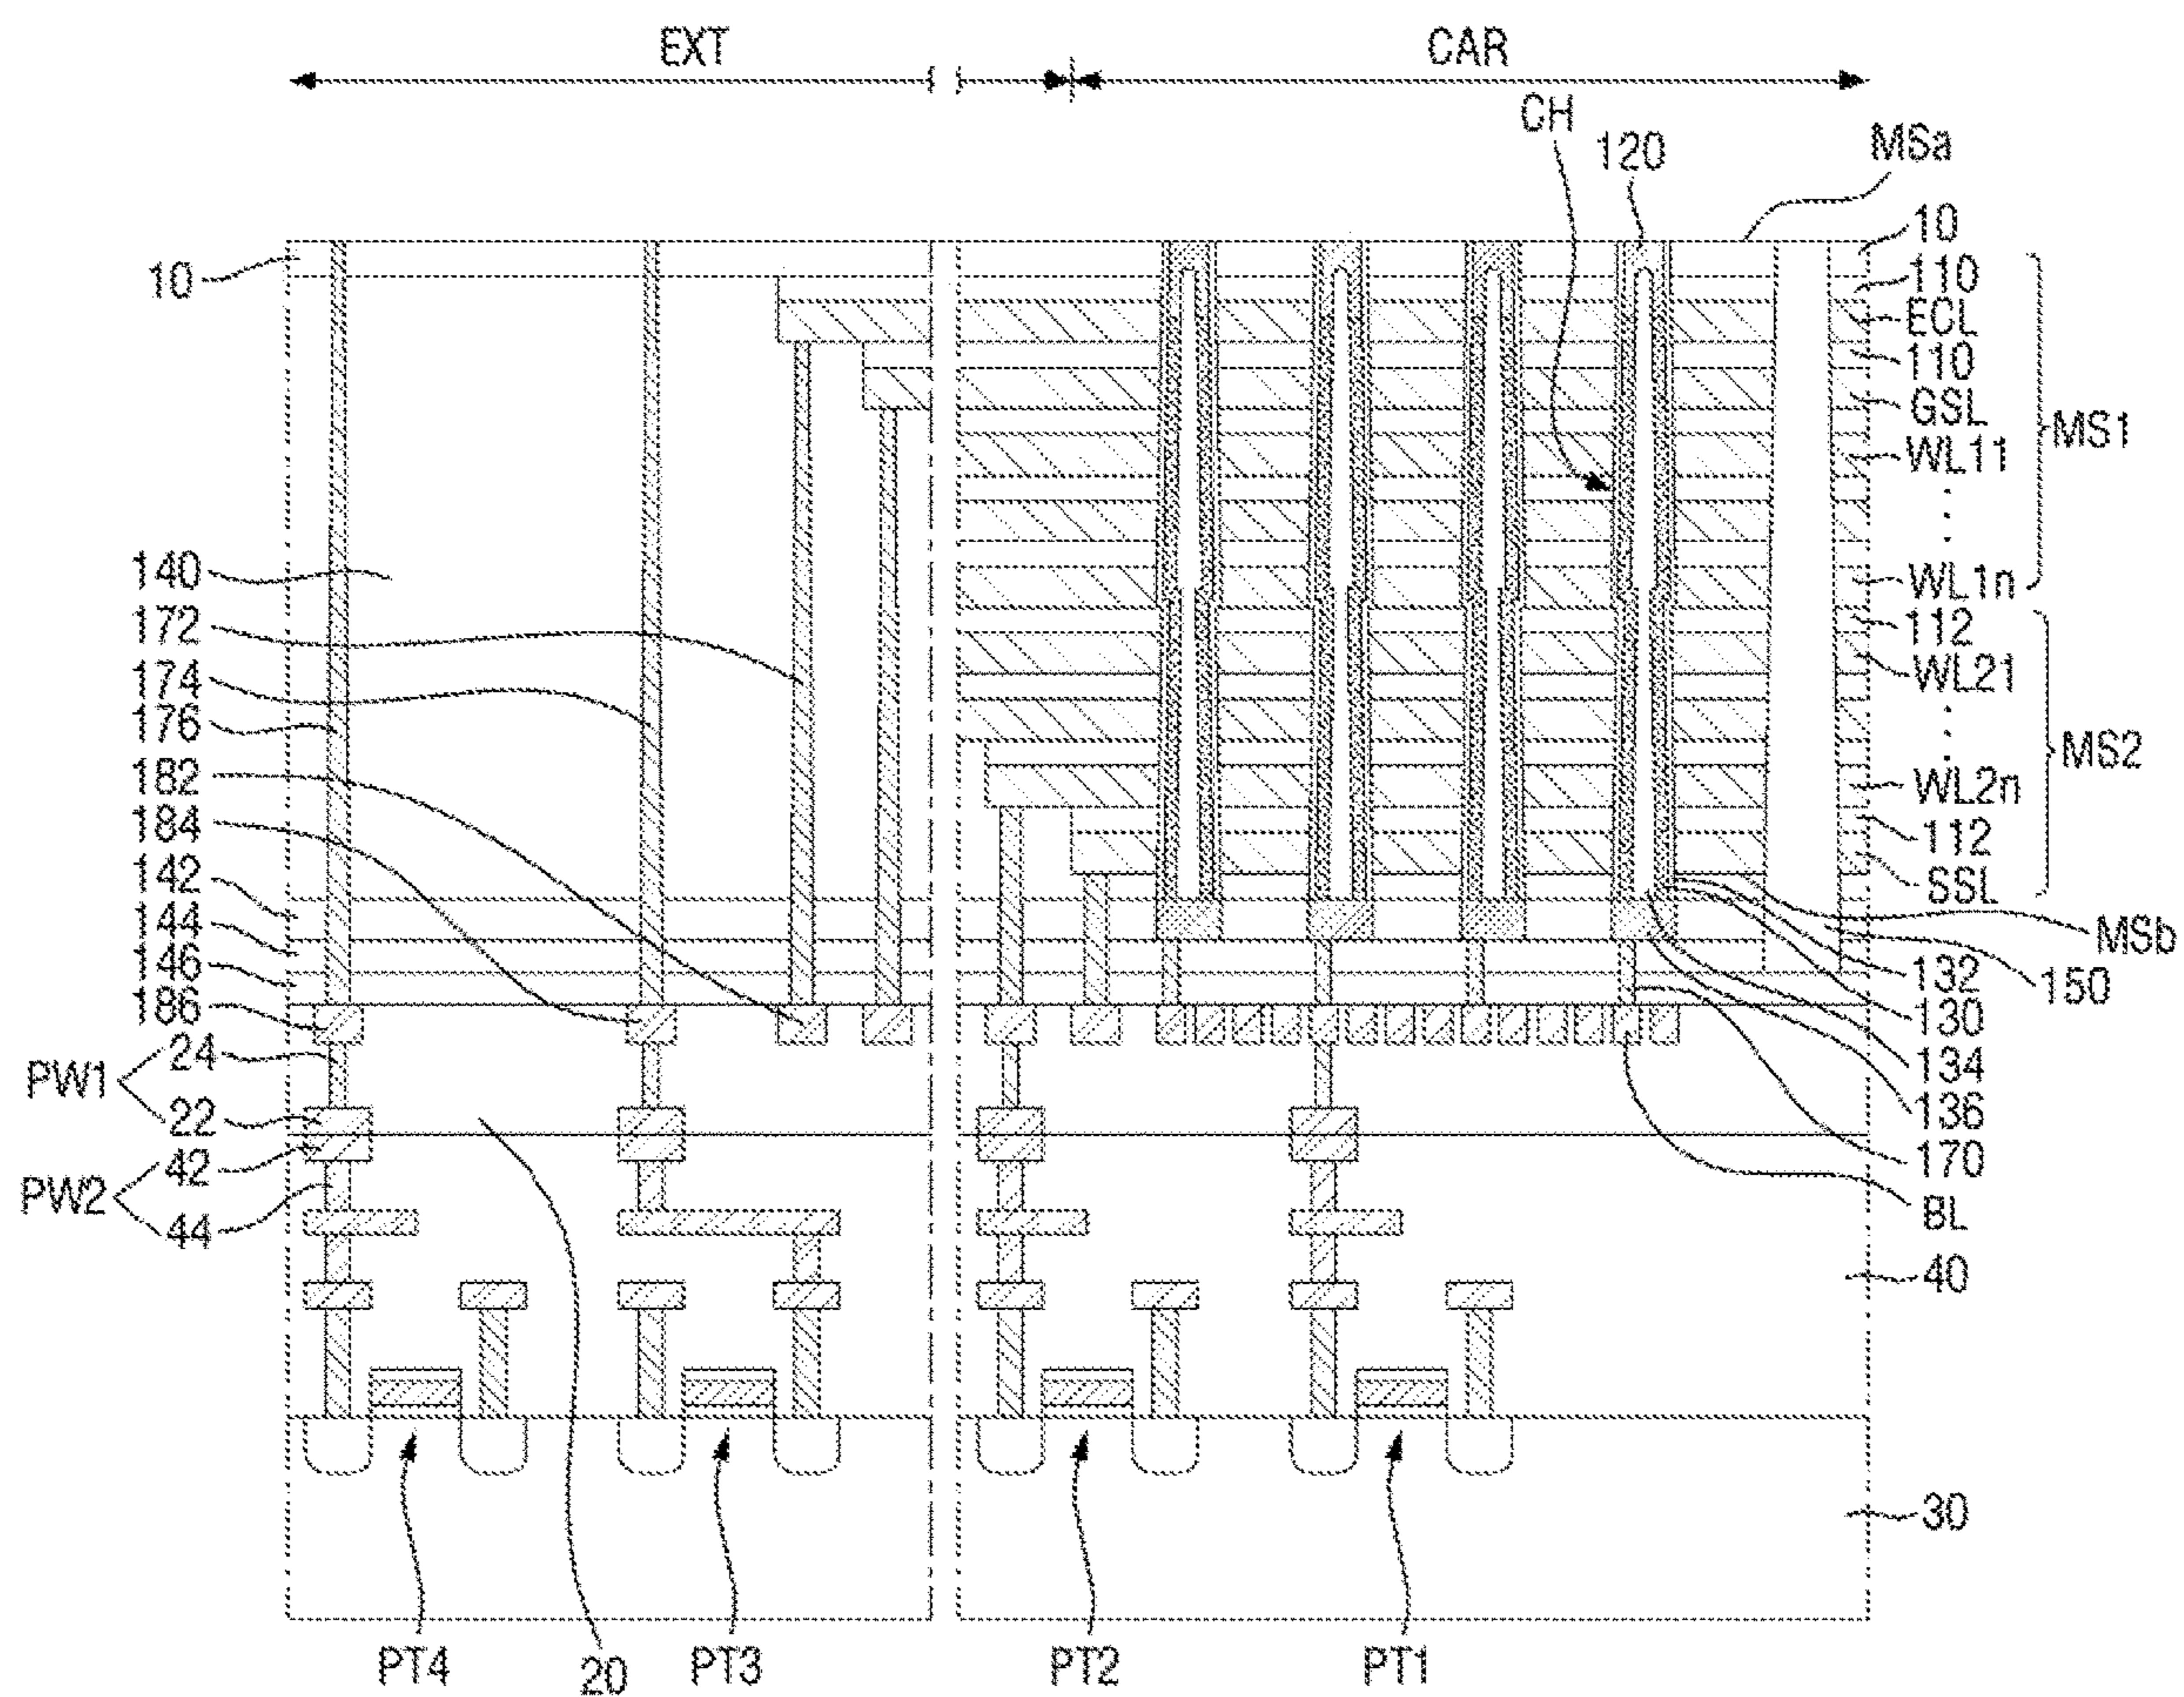 EXT
CAR
CH
120
MSa
10
10
110
ECL
110
GSL
MS1
WL11
140
WL1n
172
112
174
WL21
176
MS2
182
WL2n
184
112
142
SSL
144
MSb
146
132
150
186
130
24
134
PW1
136
22
42
170
PW2
BL
44
40
30
PT4
20
PT3
PT2
PT1